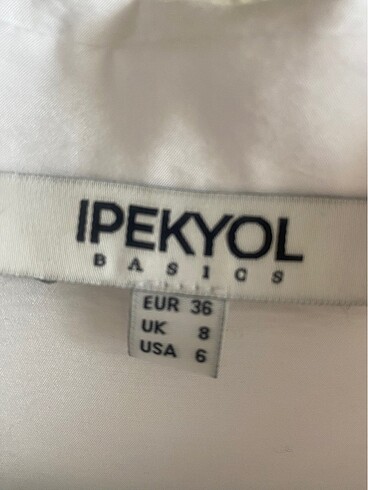 IPEKYOL
BASICS
EUR 36
UK 8
USA 6